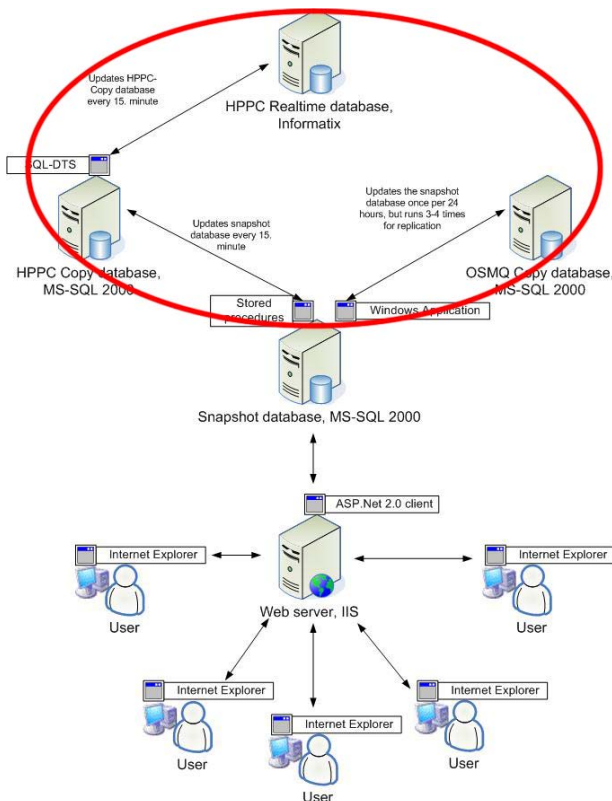 Updates HPPC-
Copy database
every 15. minute
HPPC Realtime database,
Informatix
SQL-DTS
Updates snapshot
database every 15.
minute
Updates the snapshot
database once per 24
hours, but runs 3-4 times
for replication
HPPC Copy database,
MS-SQL 2000
OSMQ Copy database,
MS-SQL 2000
Stored
procedures
Windows Application
Snapshot database, MS-SQL 2000
ASP.Net 2.0 client
Internet Explorer
User
Internet Explorer
User
Web server, IIS
Internet Explorer
User
Internet Explorer
User
Internet Explorer
User